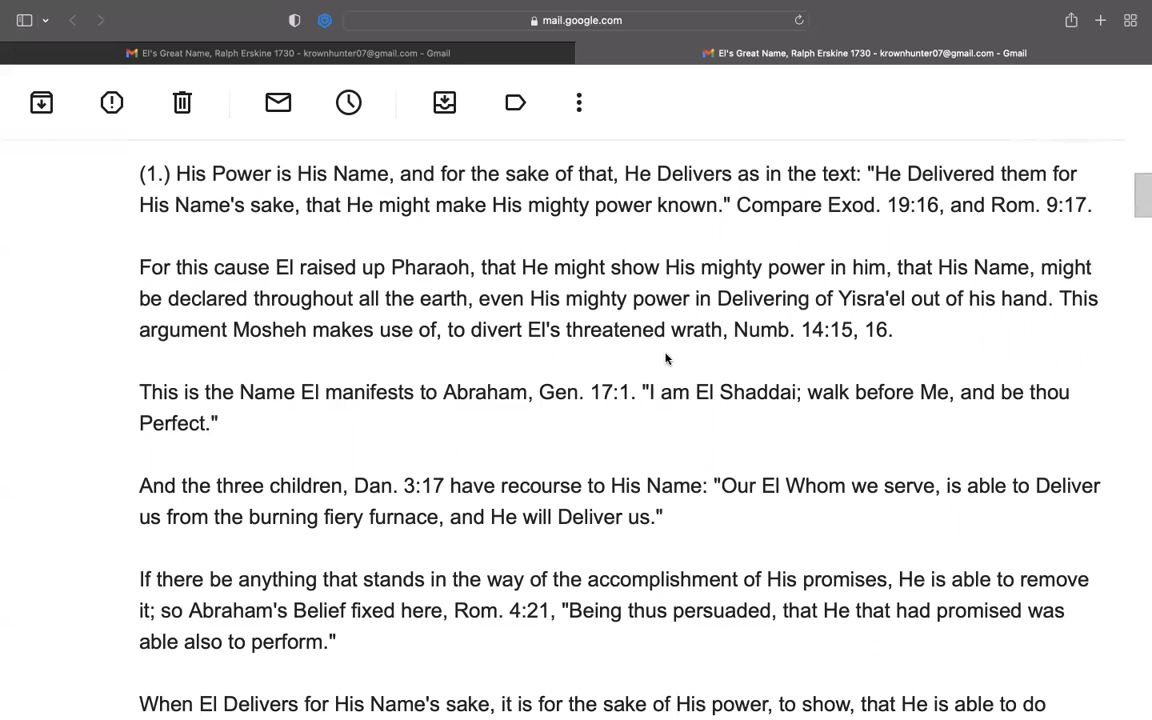 mail.google.com
El's Great Name, Ralph Erskine 1730 - krownhunter07@gmail.com - Gmail
El's Great Name, Ralph Erskine 1730 - krownhunter07@gmail.com - Gmail
(1.) His Power is His Name, and for the sake of that, He Delivers as in the text: "He Delivered them for
His Name's sake, that He might make His mighty power known." Compare Exod. 19:16, and Rom. 9:17.
For this cause El raised up Pharaoh, that He might show His mighty power in him, that His Name, might
be declared throughout all the earth, even His mighty power in Delivering of Yisra'el out of his hand. This
argument Mosheh makes use of, to divert El's threatened wrath, Numb. 14:15, 16.
This is the Name El manifests to Abraham, Gen. 17:1. "I am El Shaddai; walk before Me, and be thou
Perfect."
And the three children, Dan. 3:17 have recourse to His Name: "Our El Whom we serve, is able to Deliver
us from the burning fiery furnace, and He will Deliver us."
If there be anything that stands in the way of the accomplishment of His promises, He is able to remove
it; so Abraham's Belief fixed here, Rom. 4:21, "Being thus persuaded, that He that had promised was
able also to perform."
When El Delivers for His Name's sake, it is for the sake of His power, to show, that He is able to do